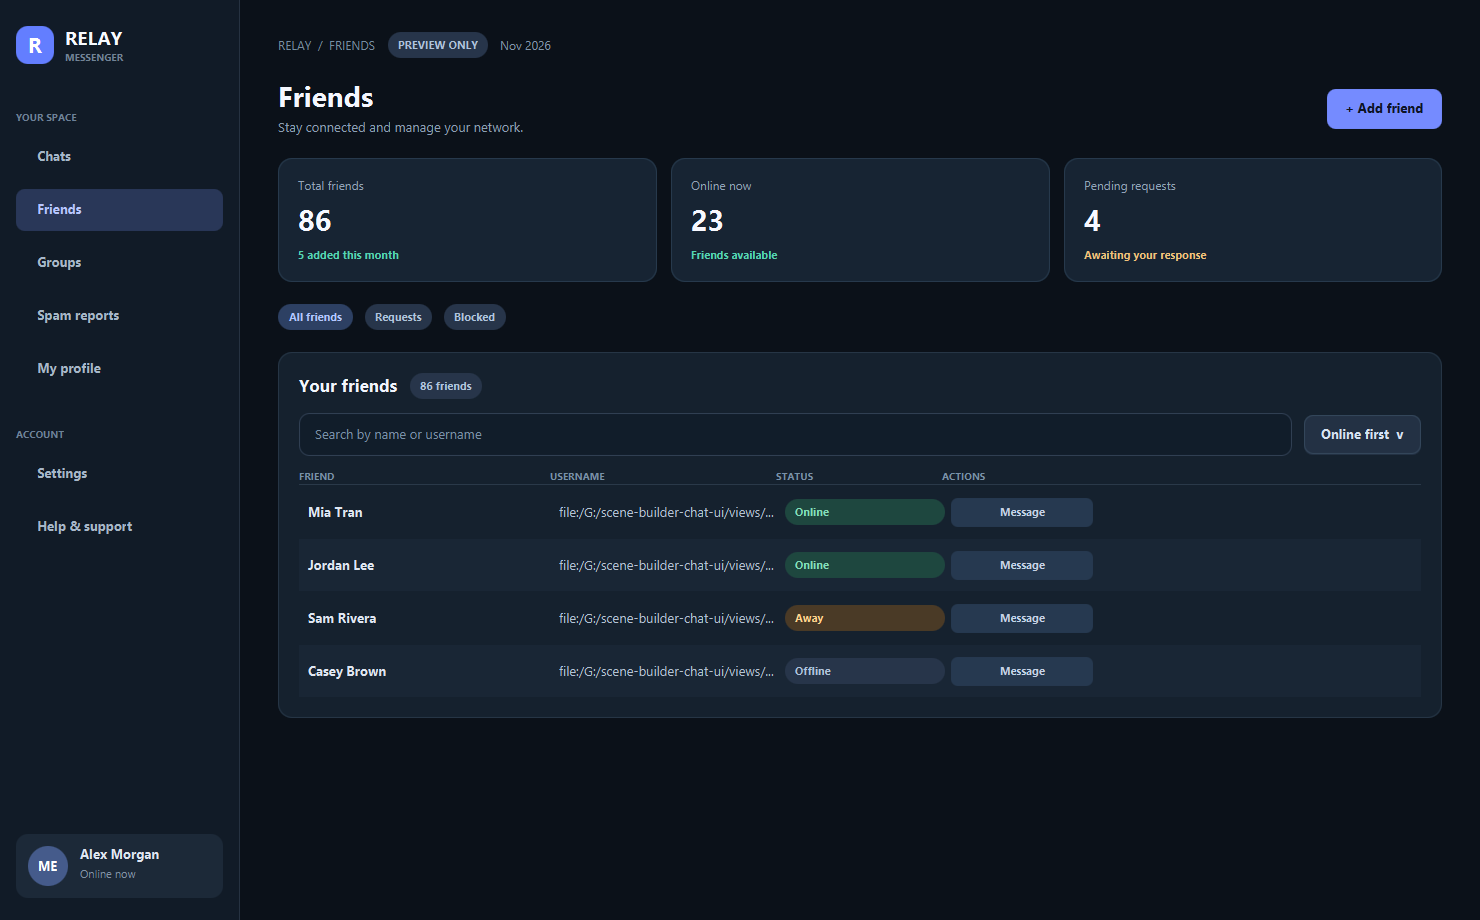 R
RELAY
MESSENGER
YOUR SPACE
Chats
Friends
Groups
Spam reports
My profile
ACCOUNT
Settings
Help & support
ME
Alex Morgan
Online now
RELAY / FRIENDS PREVIEW ONLY Nov 2026
Friends
Stay connected and manage your network.
+ Add friend
Total friends
86
5 added this month
Online now
23
Friends available
Pending requests
4
Awaiting your response
All friends Requests Blocked
Your friends 86 friends
Search by name or username
Online first v
FRIEND USERNAME STATUS ACTIONS
Mia Tran file:/G:/scene-builder-chat-ui/views/... Online Message
Jordan Lee file:/G:/scene-builder-chat-ui/views/... Online Message
Sam Rivera file:/G:/scene-builder-chat-ui/views/... Away Message
Casey Brown file:/G:/scene-builder-chat-ui/views/... Offline Message